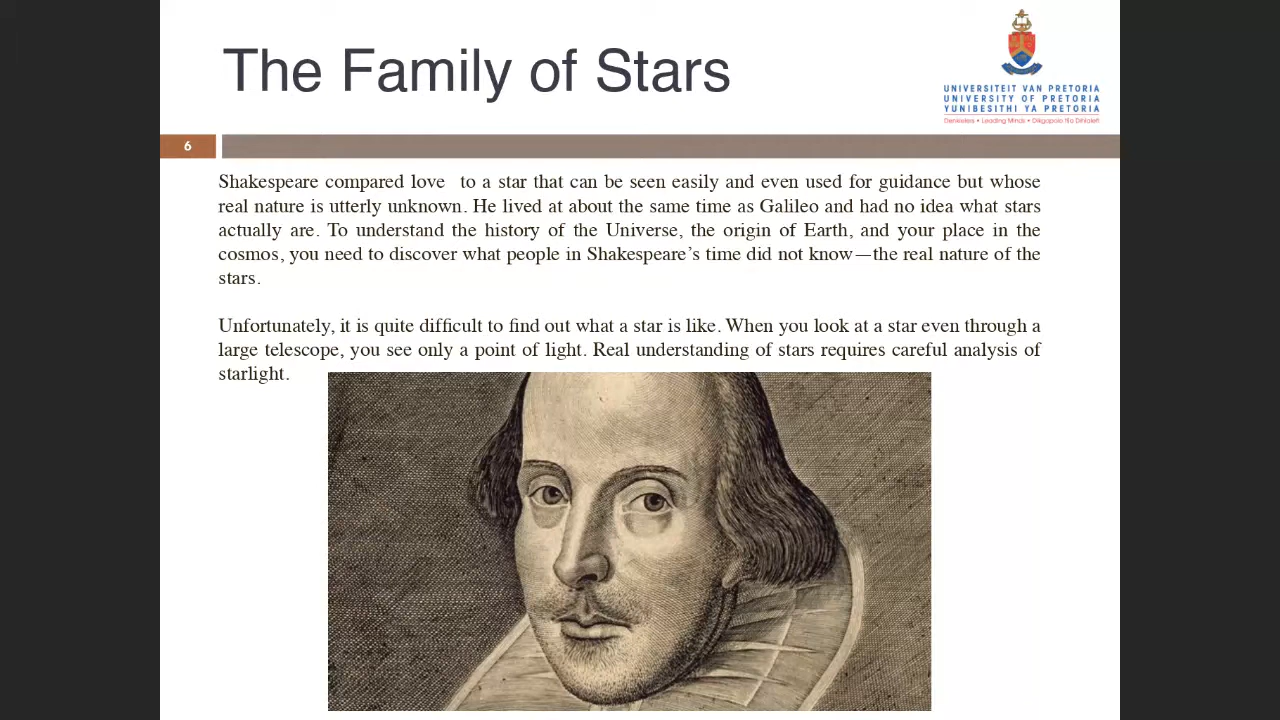 The Family of Stars
UNIVERSITEIT VAN PRETORIA
UNIVERSITY OF PRETORIA
YUNIBESITHI YA PRETORIA
Denkleiers • Leading Minds • Dikgopolo tša Dihlalefi
6
Shakespeare compared love  to a star that can be seen easily and even used for guidance but whose
real nature is utterly unknown. He lived at about the same time as Galileo and had no idea what stars
actually are. To understand the history of the Universe, the origin of Earth, and your place in the
cosmos, you need to discover what people in Shakespeare’s time did not know—the real nature of the
stars.
Unfortunately, it is quite difficult to find out what a star is like. When you look at a star even through a
large telescope, you see only a point of light. Real understanding of stars requires careful analysis of
starlight.